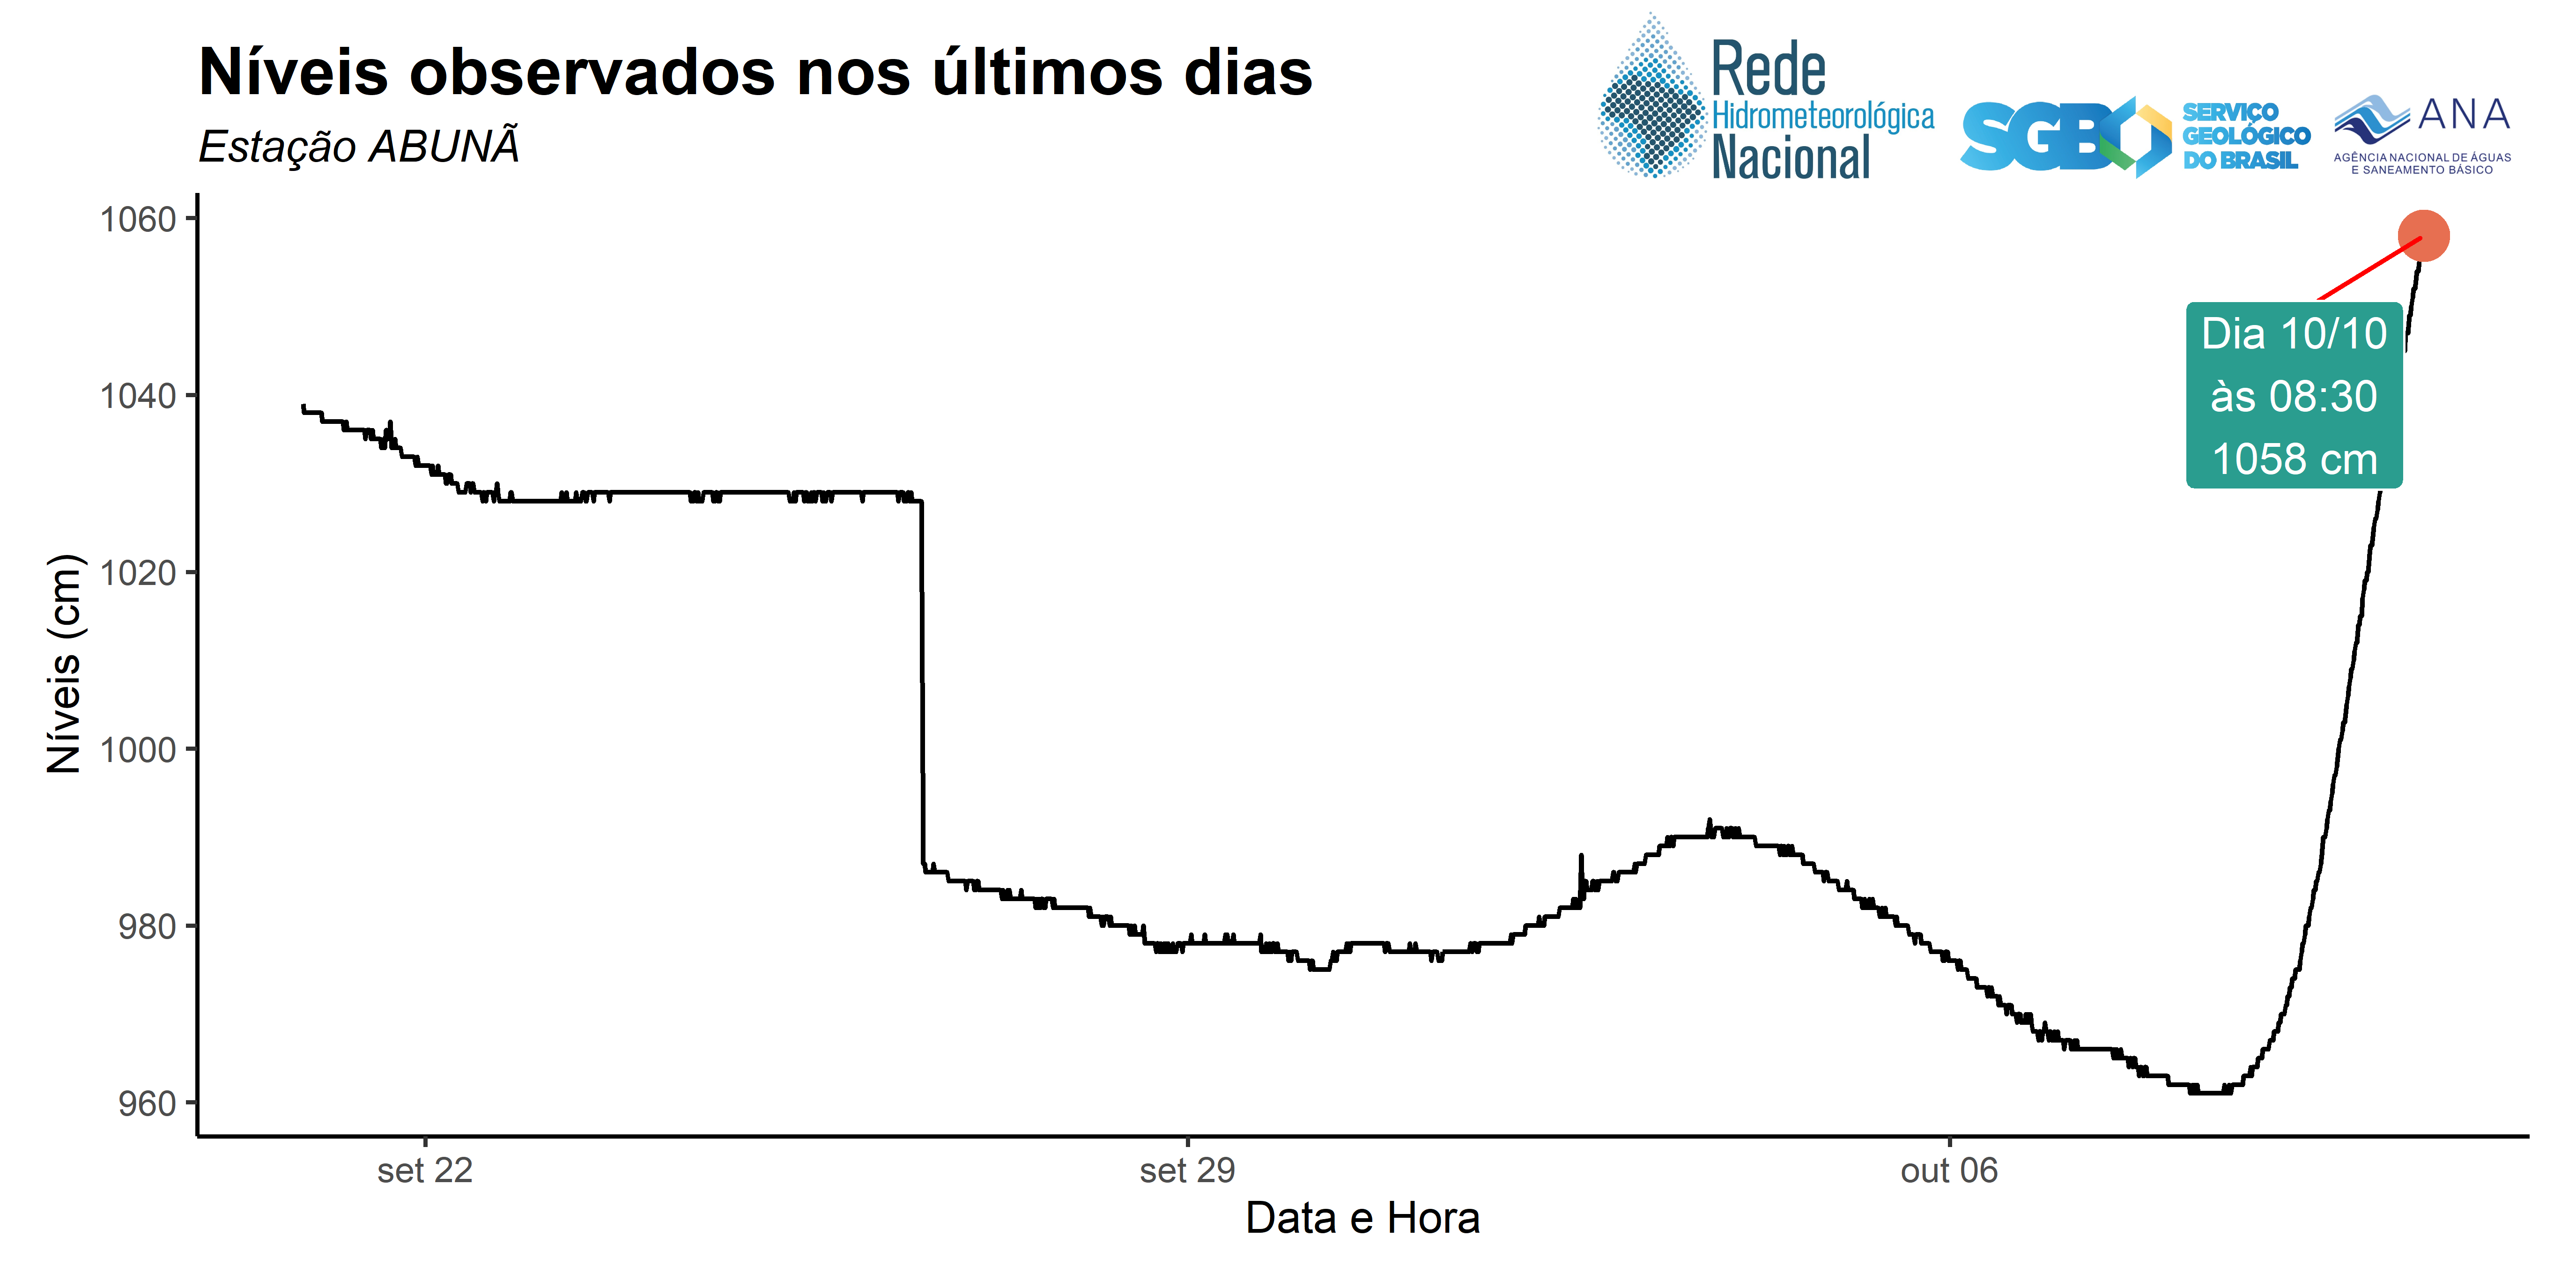 Níveis observados nos últimos dias
Estação ABUNÃ
Rede
Hidrometeorológica
Nacional
SGB
SERVIÇO
GEOLÓGICO
DO BRASIL
ANA
AGÊNCIA NACIONAL DE ÁGUAS
E SANEAMENTO BÁSICO
Níveis (cm)
1060
1040
1020
1000
980
960
Dia 10/10
às 08:30
1058 cm
set 22
set 29
out 06
Data e Hora